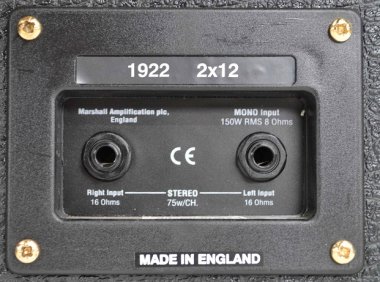 1922 2x12
Marshall Amplification plc,
England
MONO Input
150W RMS 8 Ohms
CE
Right Input
16 Ohms
STEREO
75w/CH.
Left Input
16 Ohms
MADE IN ENGLAND